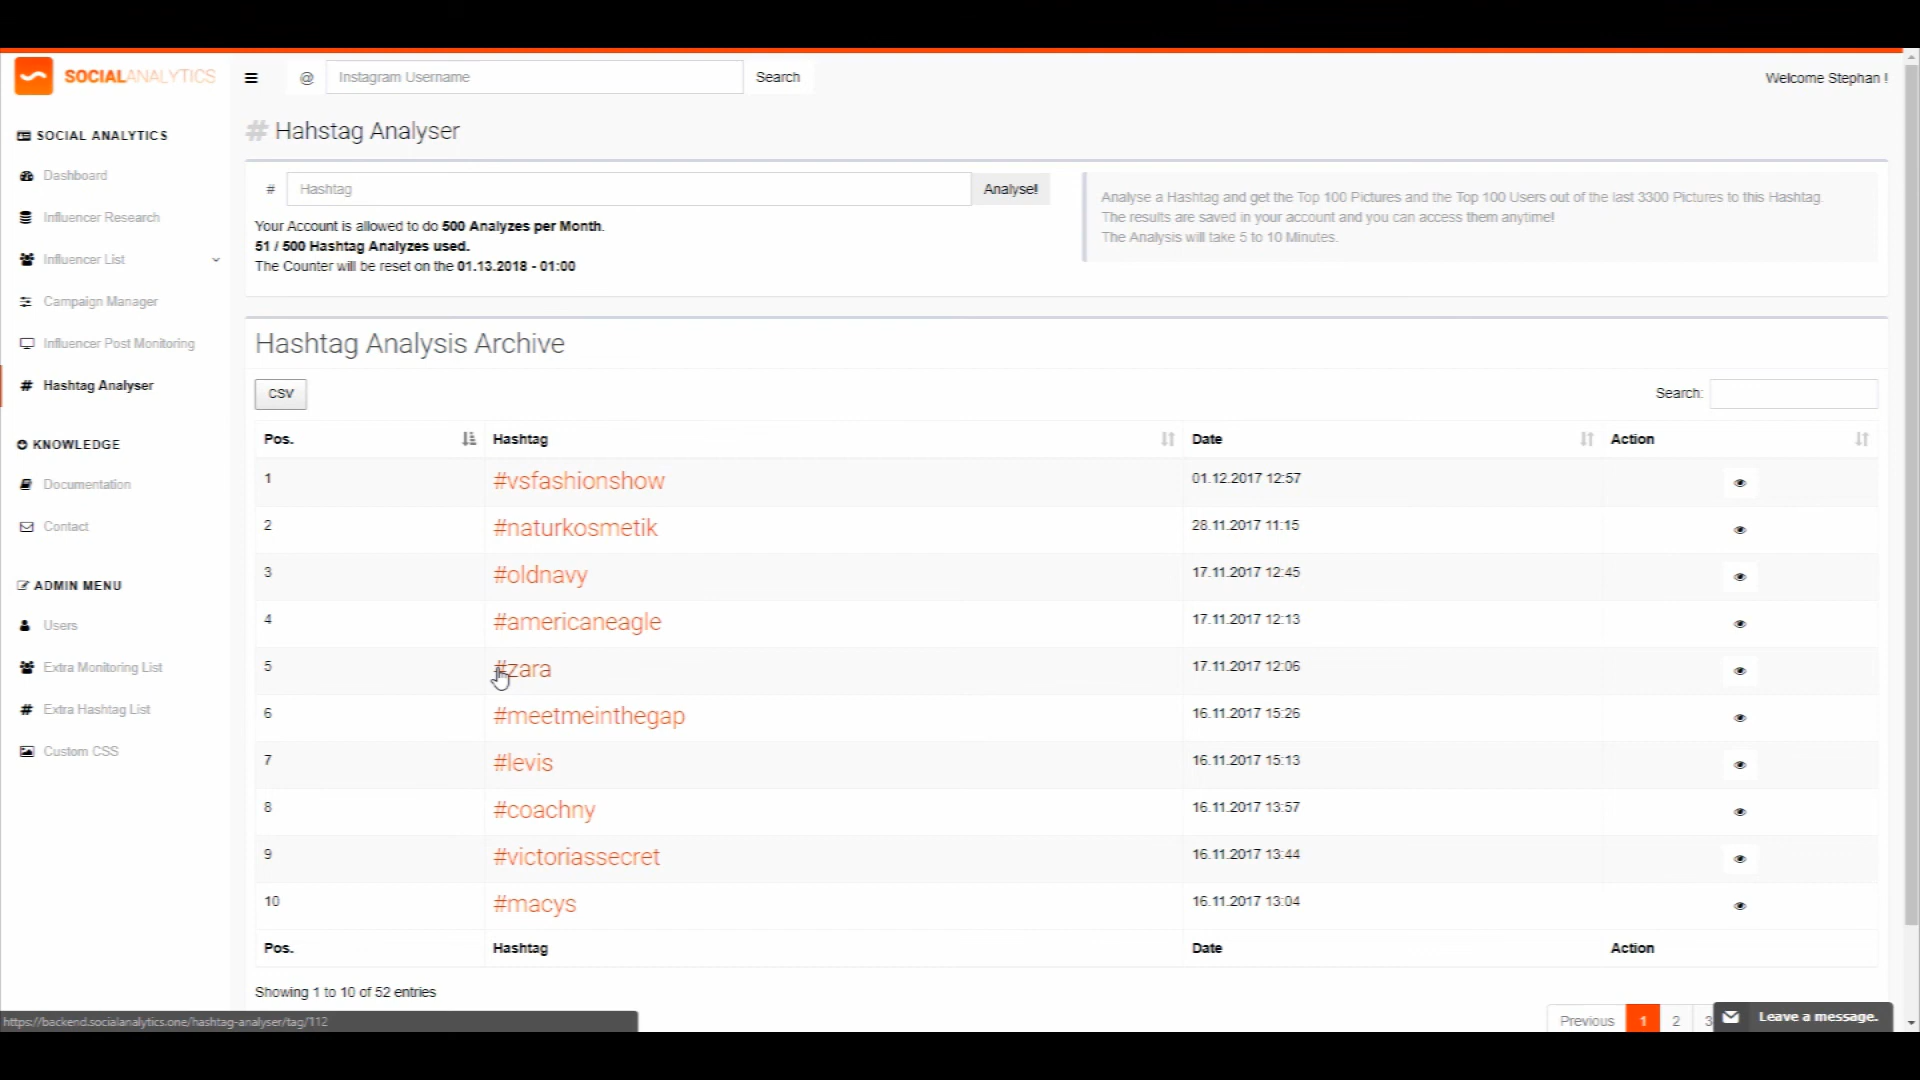 SOCIALANALYTICS
@ Instagram Username Search
Welcome Stephan !
SOCIAL ANALYTICS
Dashboard
Influencer Research
Influencer List
Campaign Manager
Influencer Post Monitoring
# Hashtag Analyser
KNOWLEDGE
Documentation
Contact
ADMIN MENU
Users
Extra Monitoring List
# Extra Hashtag List
Custom CSS
# Hahstag Analyser
# Hashtag Analyse!
Your Account is allowed to do 500 Analyzes per Month.
51 / 500 Hashtag Analyzes used.
The Counter will be reset on the 01.13.2018 - 01:00
Analyse a Hashtag and get the Top 100 Pictures and the Top 100 Users out of the last 3300 Pictures to this Hashtag.
The results are saved in your account and you can access them anytime!
The Analysis will take 5 to 10 Minutes.
Hashtag Analysis Archive
CSV
Search:
Pos. Hashtag Date Action
1 #vsfashionshow 01.12.2017 12:57
2 #naturkosmetik 28.11.2017 11:15
3 #oldnavy 17.11.2017 12:45
4 #americaneagle 17.11.2017 12:13
5 #zara 17.11.2017 12:06
6 #meetmeinthegap 16.11.2017 15:26
7 #levis 16.11.2017 15:13
8 #coachny 16.11.2017 13:57
9 #victoriassecret 16.11.2017 13:44
10 #macys 16.11.2017 13:04
Pos. Hashtag Date Action
Showing 1 to 10 of 52 entries
Previous 1 2 3
Leave a message.
https://backend.socialanalytics.one/hashtag-analyser/tag/112